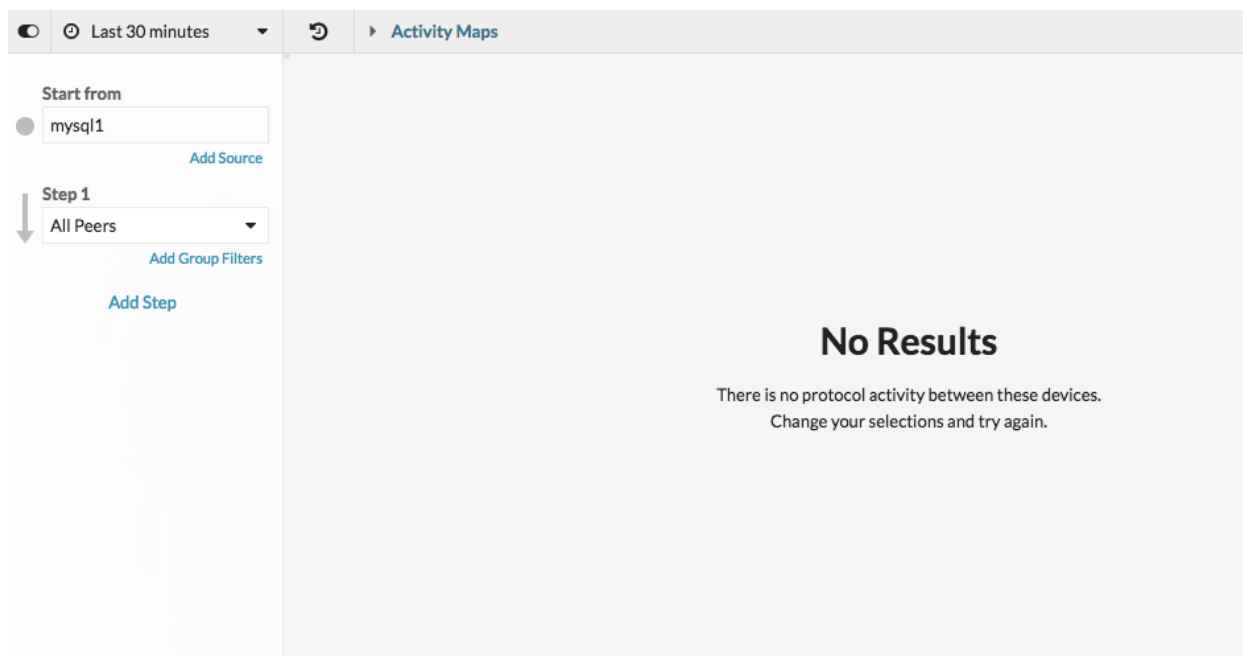 Last 30 minutes
Activity Maps
Start from
mysql1
Add Source
Step 1
All Peers
Add Group Filters
Add Step
No Results
There is no protocol activity between these devices.
Change your selections and try again.